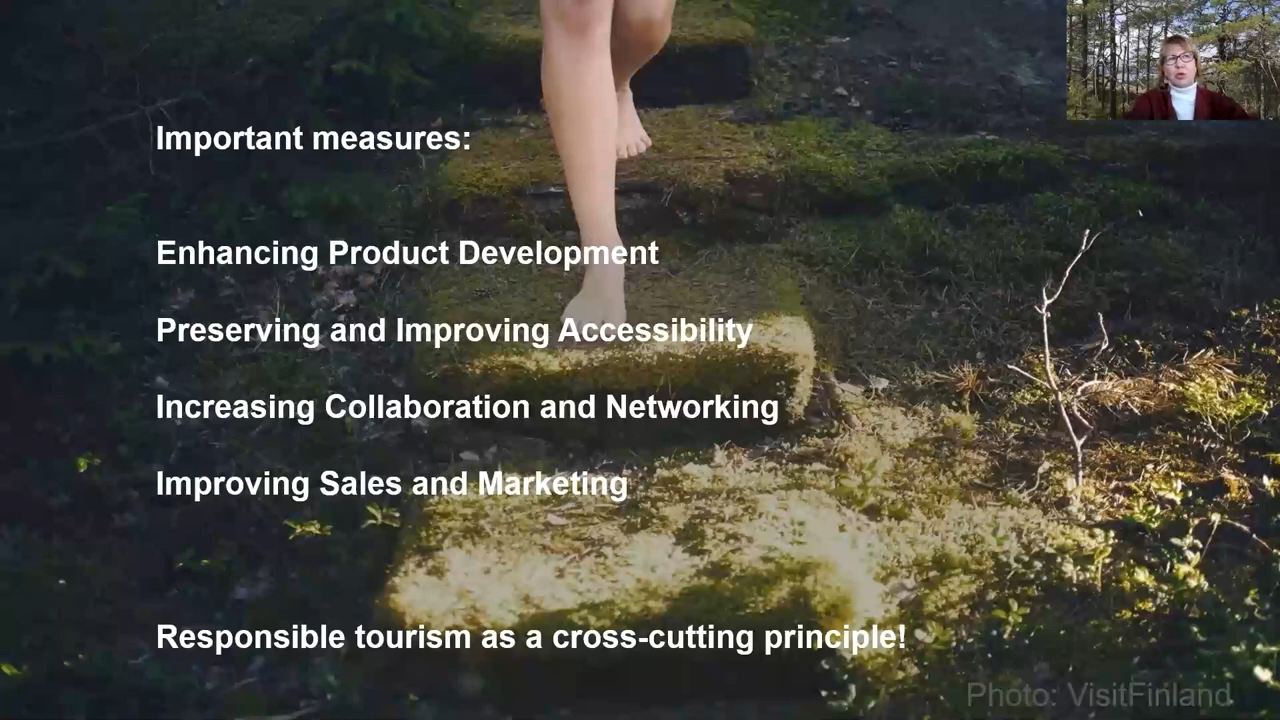 Important measures:
Enhancing Product Development
Preserving and Improving Accessibility
Increasing Collaboration and Networking
Improving Sales and Marketing
Responsible tourism as a cross-cutting principle!
Photo: VisitFinland